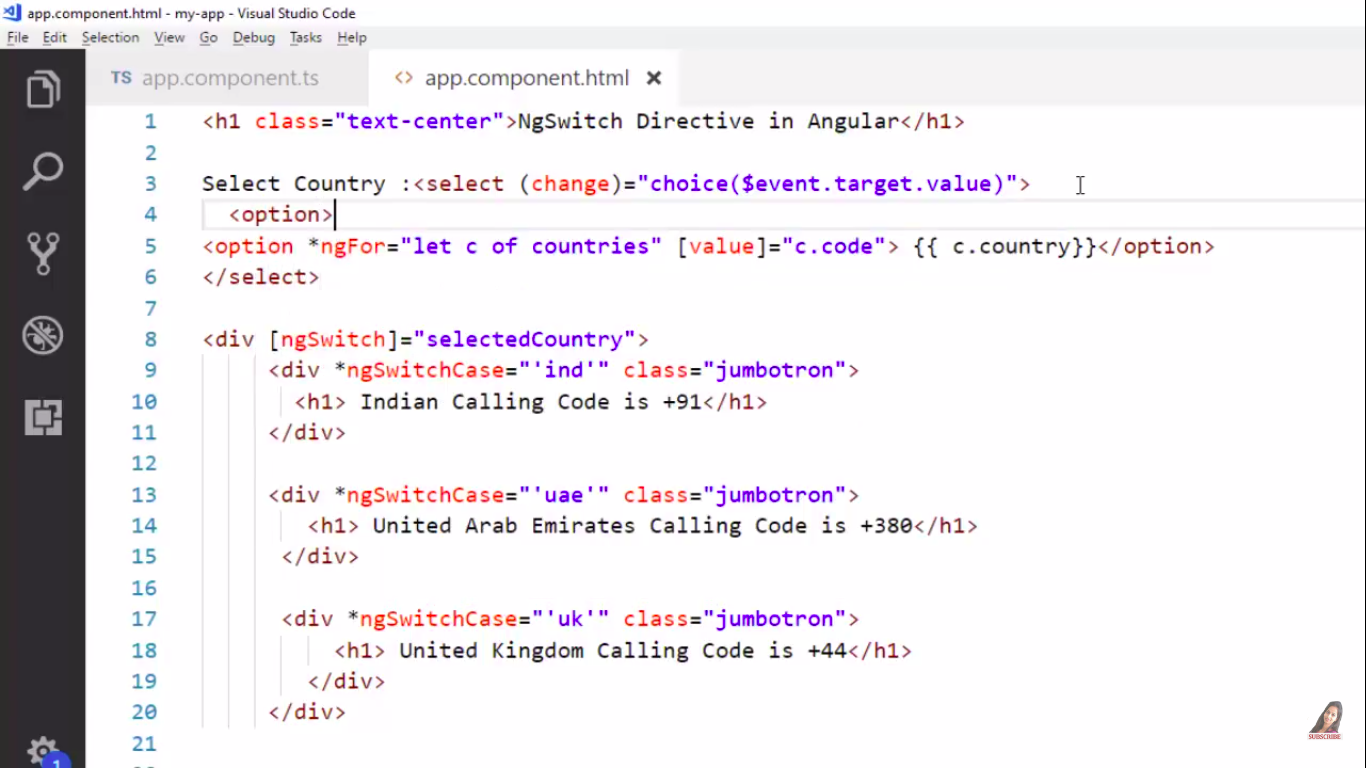 app.component.html - my-app - Visual Studio Code
File Edit Selection View Go Debug Tasks Help
TS app.component.ts <> app.component.html ×
1 <h1 class="text-center">NgSwitch Directive in Angular</h1>
2
3 Select Country :<select (change)="choice($event.target.value)">
4 <option>
5 <option *ngFor="let c of countries" [value]="c.code"> {{ c.country}}</option>
6 </select>
7
8 <div [ngSwitch]="selectedCountry">
9 <div *ngSwitchCase="'ind'" class="jumbotron">
10 <h1> Indian Calling Code is +91</h1>
11 </div>
12
13 <div *ngSwitchCase="'uae'" class="jumbotron">
14 <h1> United Arab Emirates Calling Code is +380</h1>
15 </div>
16
17 <div *ngSwitchCase="'uk'" class="jumbotron">
18 <h1> United Kingdom Calling Code is +44</h1>
19 </div>
20 </div>
21
1
SUBSCRIBE